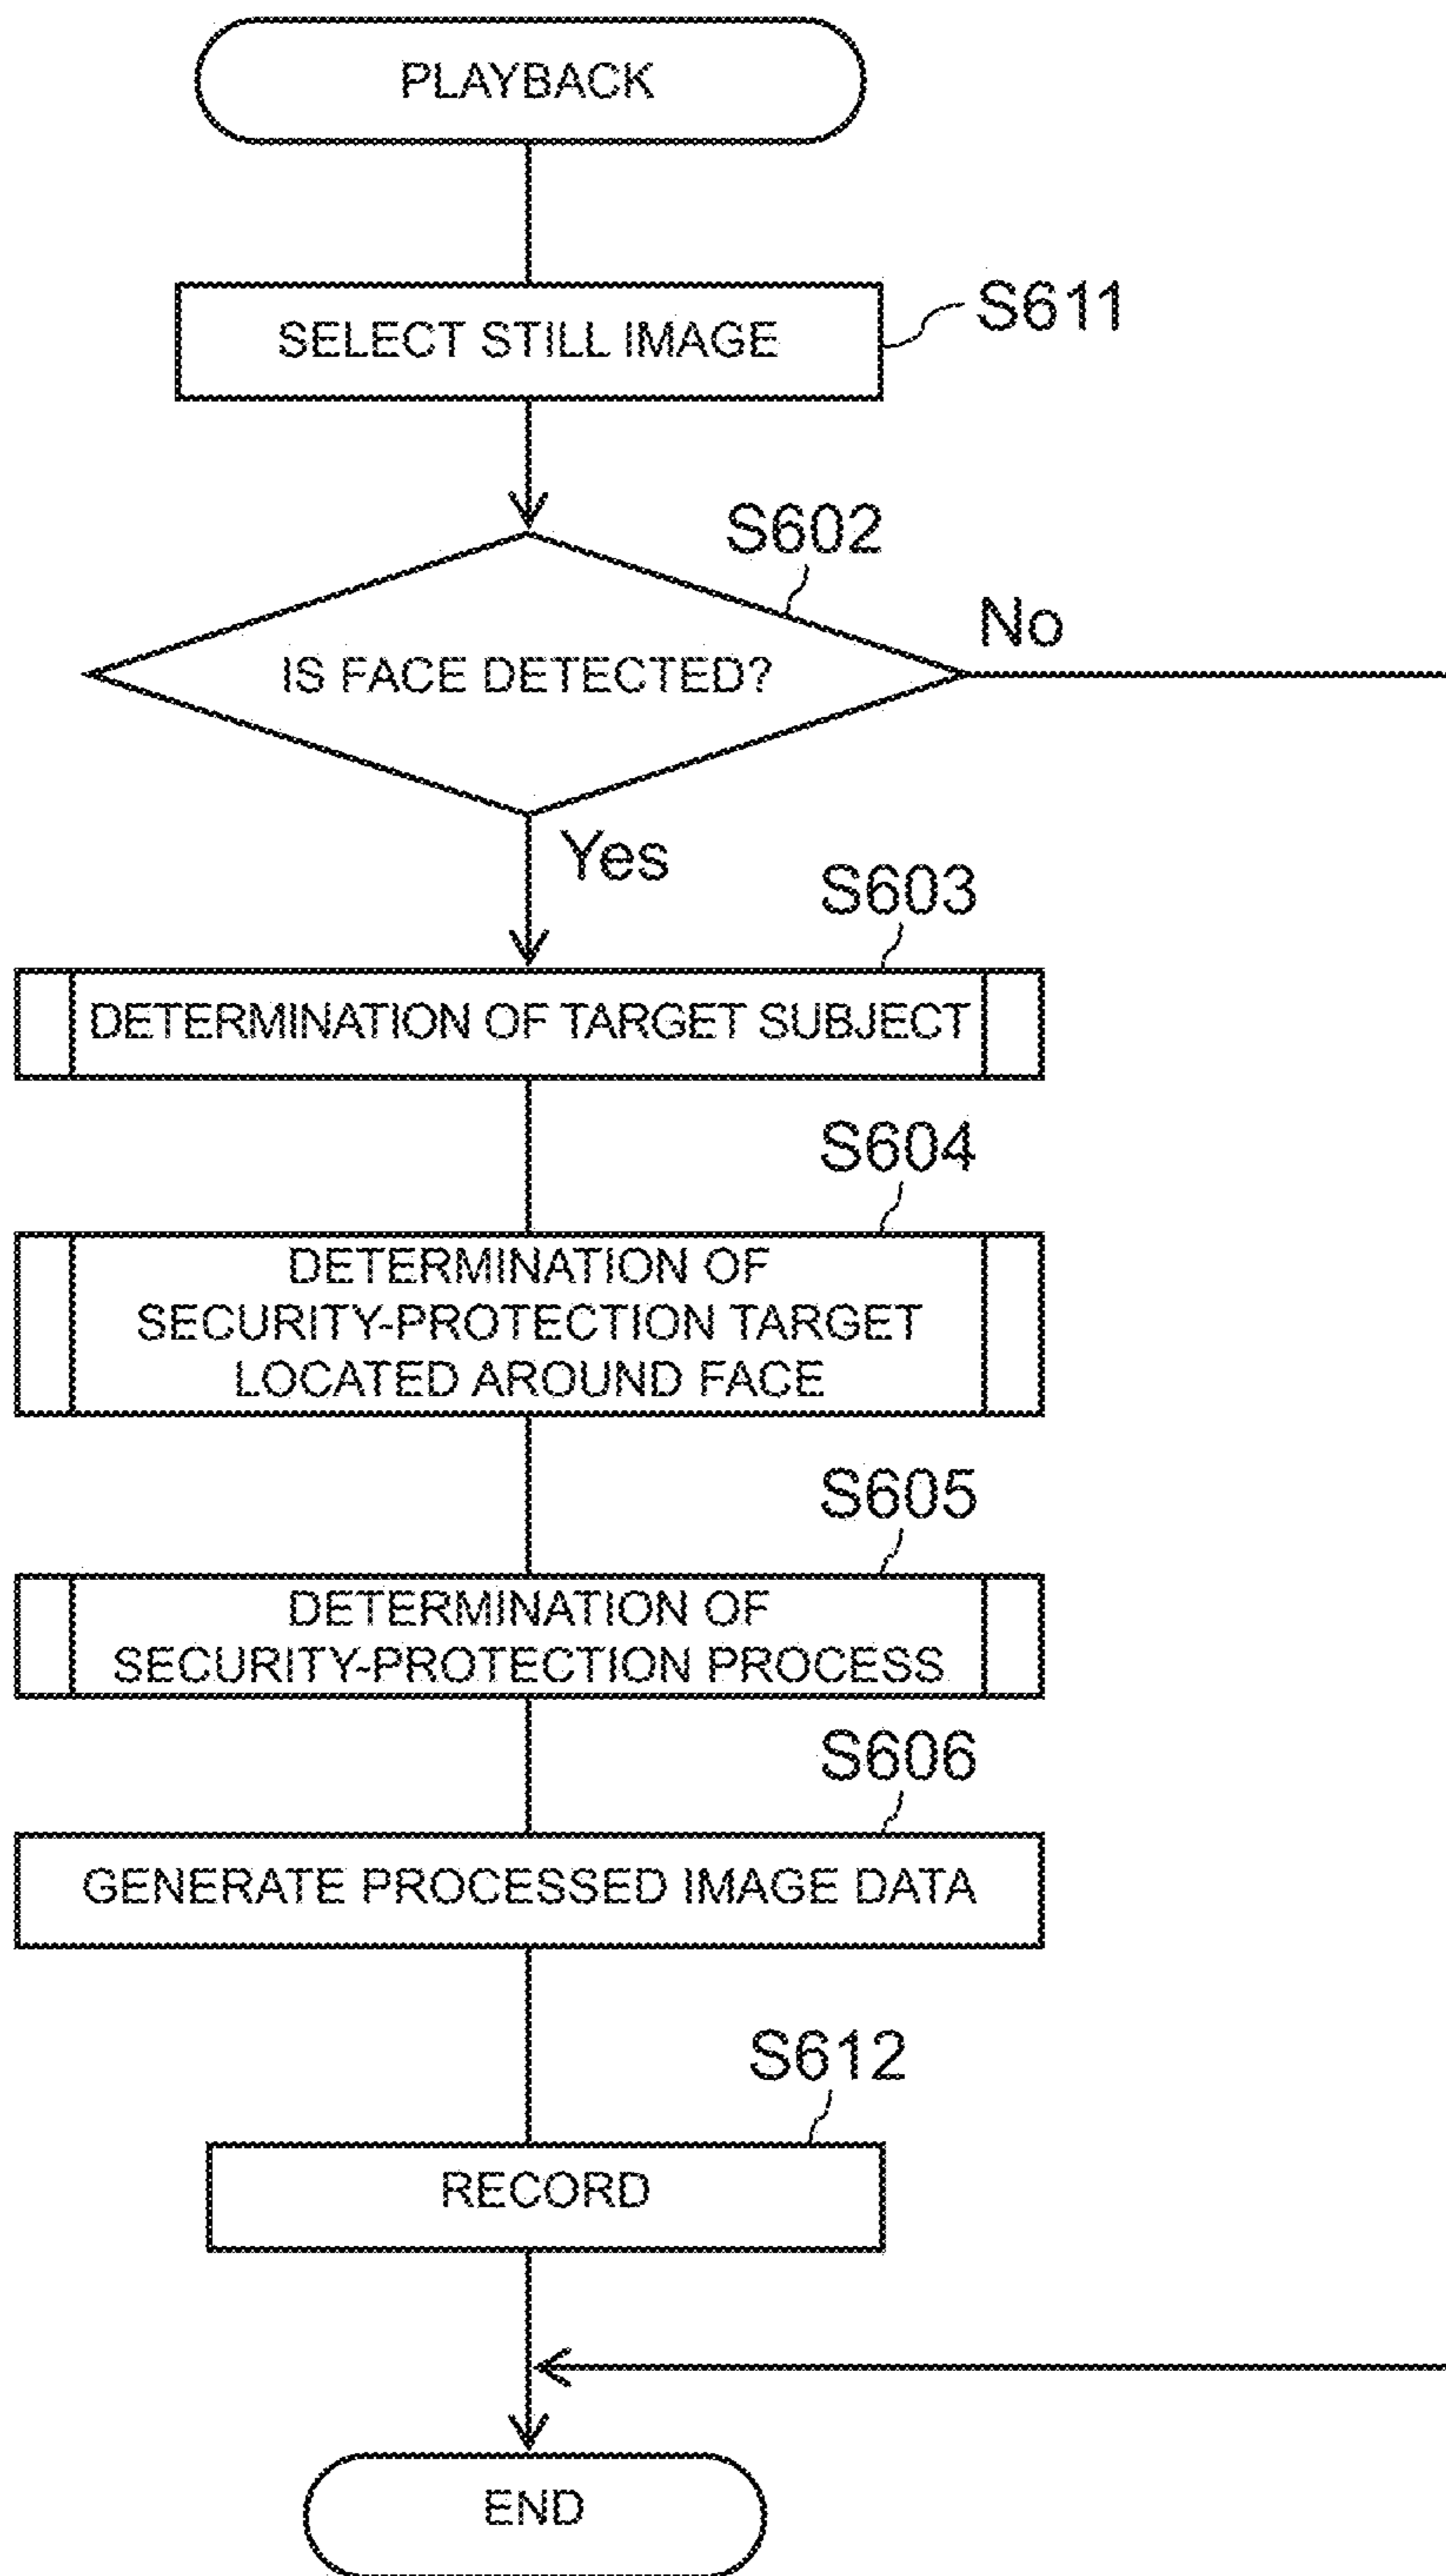 PLAYBACK
SELECT STILL IMAGE
S611
S602
IS FACE DETECTED?
No
Yes
S603
DETERMINATION OF TARGET SUBJECT
S604
DETERMINATION OF
SECURITY-PROTECTION TARGET
LOCATED AROUND FACE
S605
DETERMINATION OF
SECURITY-PROTECTION PROCESS
S606
GENERATE PROCESSED IMAGE DATA
S612
RECORD
END